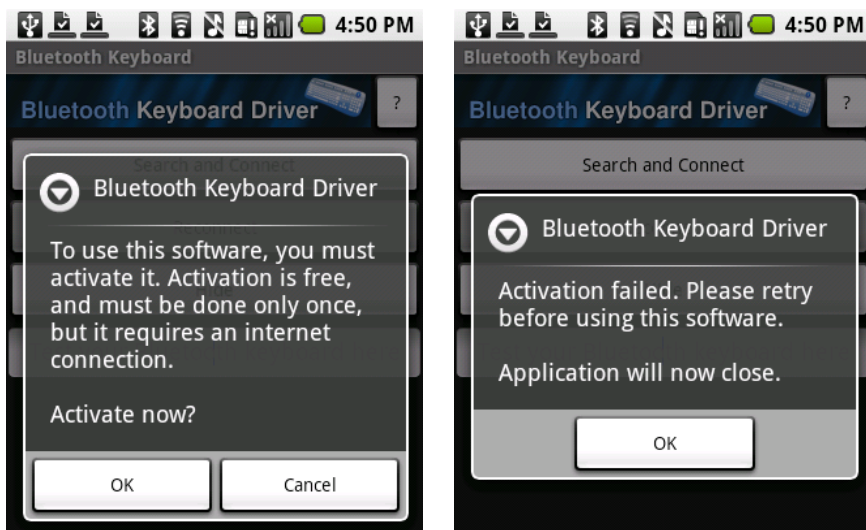 4:50 PM
Bluetooth Keyboard
Bluetooth Keyboard Driver
?
Search and Connect
Reconnect
Bluetooth Keyboard Driver
To use this software, you must
activate it. Activation is free,
and must be done only once,
but it requires an internet
connection.
Activate now?
OK
Cancel
4:50 PM
Bluetooth Keyboard
Bluetooth Keyboard Driver
?
Search and Connect
Bluetooth Keyboard Driver
Activation failed. Please retry
before using this software.
Application will now close.
OK